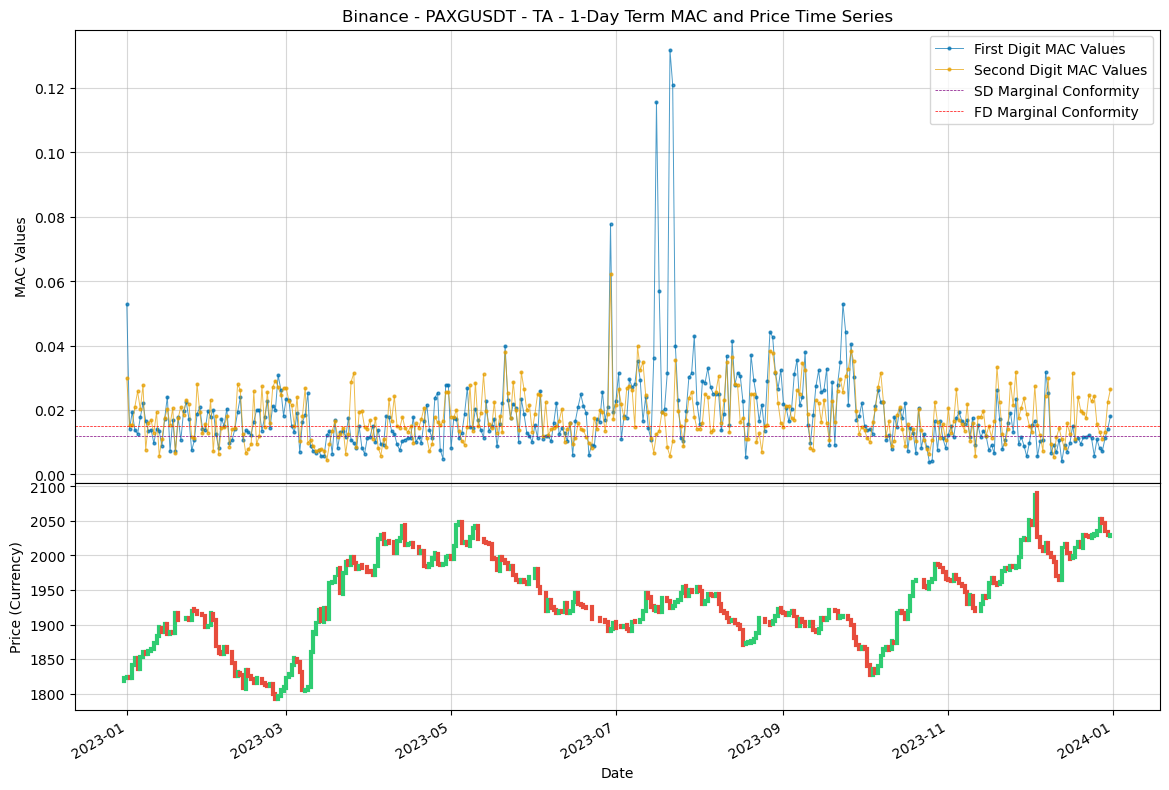 Binance - PAXGUSDT - TA - 1-Day Term MAC and Price Time Series
First Digit MAC Values
Second Digit MAC Values
SD Marginal Conformity
FD Marginal Conformity
MAC Values
0.12
0.10
0.08
0.06
0.04
0.02
0.00
Price (Currency)
2100
2050
2000
1950
1900
1850
1800
2023-01
2023-03
2023-05
2023-07
2023-09
2023-11
2024-01
Date